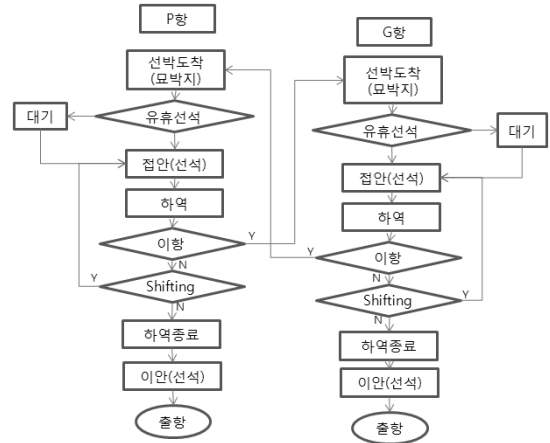 P항
선박도착
(묘박지)
대기
유휴선석
접안(선석)
하역
이항
Y
N
Y
Shifting
N
하역종료
이안(선석)
출항
G항
선박도착
(묘박지)
유휴선석
대기
접안(선석)
하역
Y
이항
N
Shifting
Y
N
하역종료
이안(선석)
출항